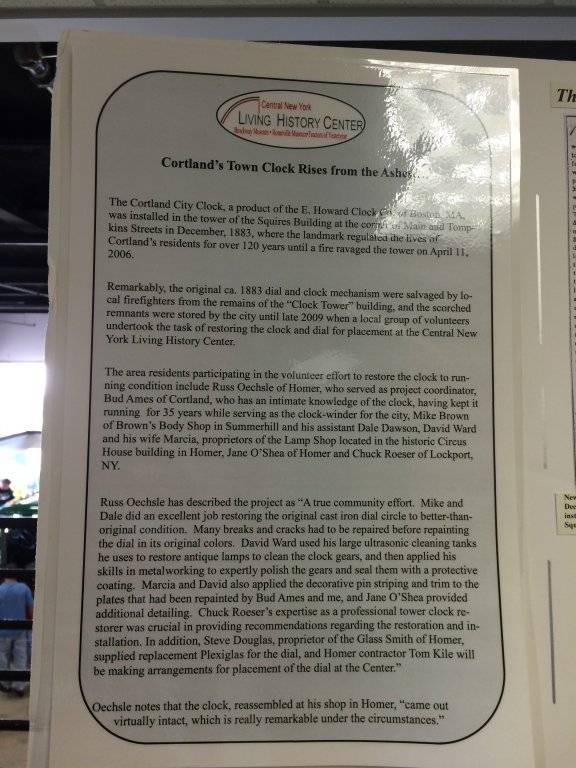 Central New York
LIVING HISTORY CENTER
Brockway Museum • Homeville Museum • Tractors of Yesteryear
Cortland's Town Clock Rises from the Ashes...
The Cortland City Clock, a product of the E. Howard Clock Co. of Boston, MA,
was installed in the tower of the Squires Building at the corner of Main and Tomp-
kins Streets in December, 1883, where the landmark regulated the lives of
Cortland's residents for over 120 years until a fire ravaged the tower on April 11,
2006.
Remarkably, the original ca. 1883 dial and clock mechanism were salvaged by lo-
cal firefighters from the remains of the "Clock Tower" building, and the scorched
remnants were stored by the city until late 2009 when a local group of volunteers
undertook the task of restoring the clock and dial for placement at the Central New
York Living History Center.
The area residents participating in the volunteer effort to restore the clock to run-
ning condition include Russ Oechsle of Homer, who served as project coordinator,
Bud Ames of Cortland, who has an intimate knowledge of the clock, having kept it
running for 35 years while serving as the clock-winder for the city, Mike Brown
of Brown's Body Shop in Summerhill and his assistant Dale Dawson, David Ward
and his wife Marcia, proprietors of the Lamp Shop located in the historic Circus
House building in Homer, Jane O'Shea of Homer and Chuck Roeser of Lockport,
NY.
Russ Oechsle has described the project as "A true community effort. Mike and
Dale did an excellent job restoring the original cast iron dial circle to better-than-
original condition. Many breaks and cracks had to be repaired before repainting
the dial in its original colors. David Ward used his large ultrasonic cleaning tanks
he uses to restore antique lamps to clean the clock gears, and then applied his
skills in metalworking to expertly polish the gears and seal them with a protective
coating. Marcia and David also applied the decorative pin striping and trim to the
plates that had been repainted by Bud Ames and me, and Jane O'Shea provided
additional detailing. Chuck Roeser's expertise as a professional tower clock re-
storer was crucial in providing recommendations regarding the restoration and in-
stallation. In addition, Steve Douglas, proprietor of the Glass Smith of Homer,
supplied replacement Plexiglas for the dial, and Homer contractor Tom Kile will
be making arrangements for placement of the dial at the Center."
Oechsle notes that the clock, reassembled at his shop in Homer, "came out
virtually intact, which is really remarkable under the circumstances."
Th
New
Dec
inst
Squ